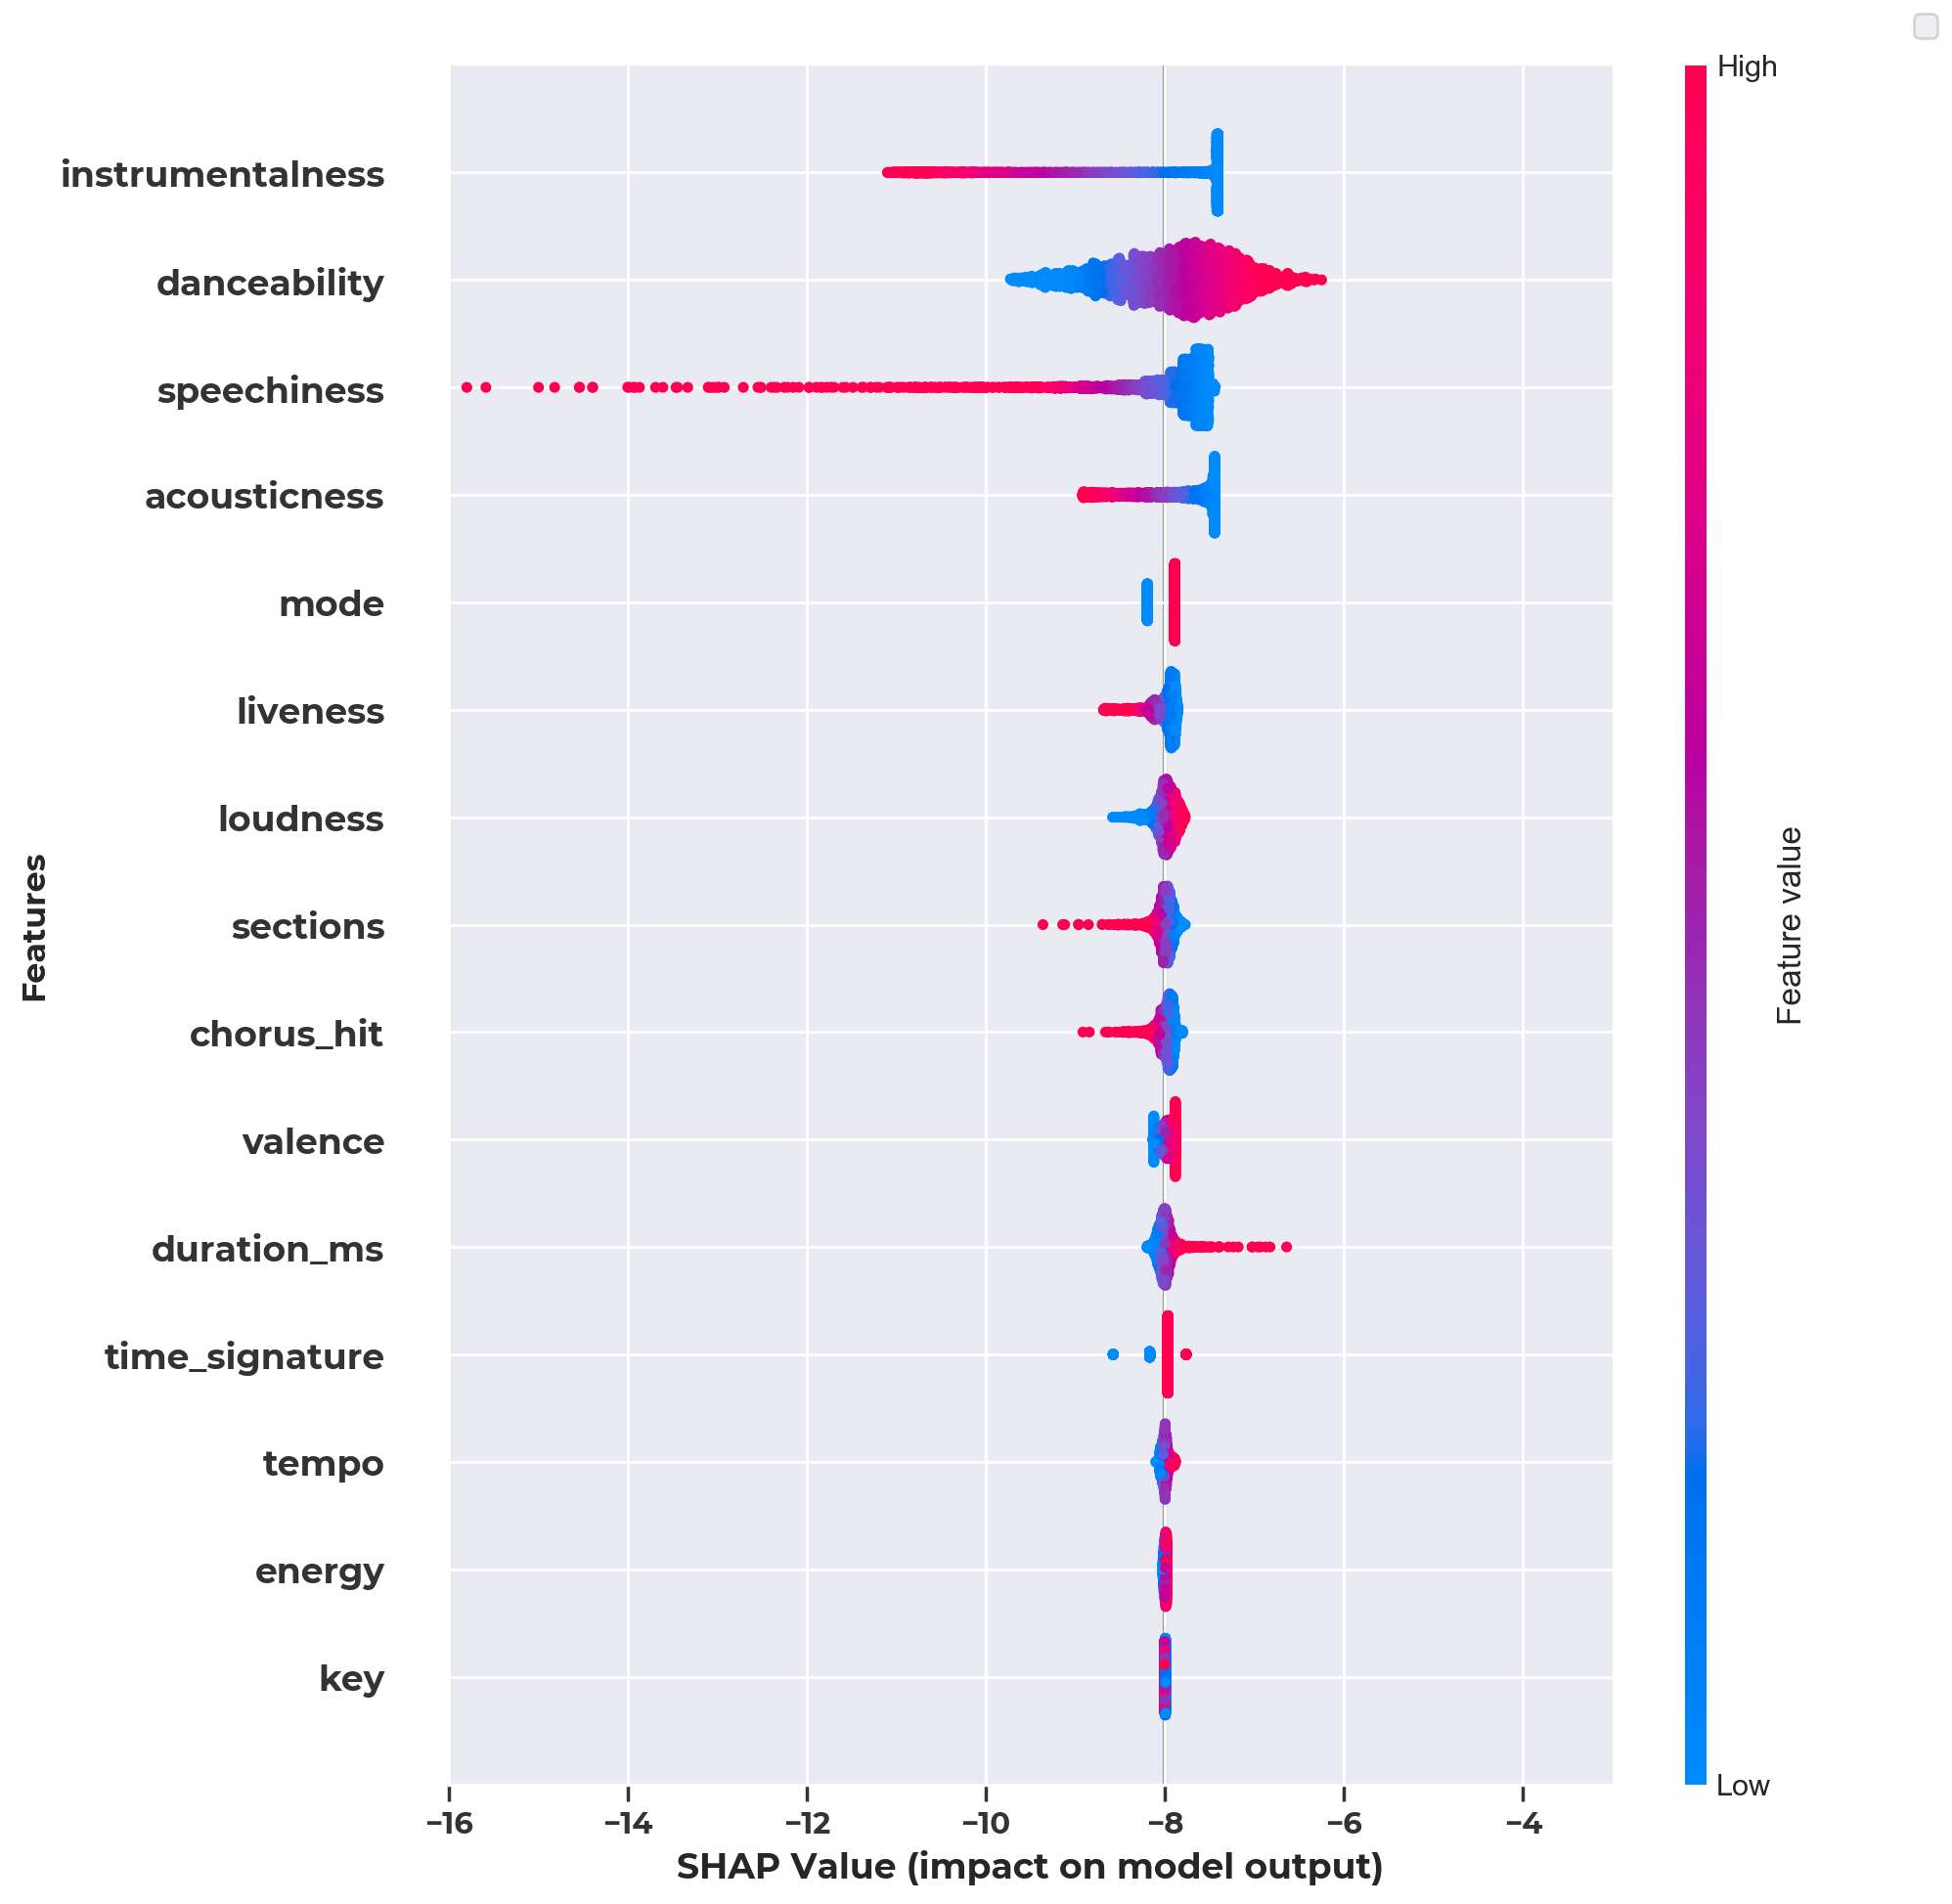 High
instrumentalness
danceability
speechiness
acousticness
mode
liveness
loudness
sections
chorus_hit
valence
duration_ms
time_signature
tempo
energy
key
Features
Feature value
Low
−16 −14 −12 −10 −8 −6 −4
SHAP Value (impact on model output)